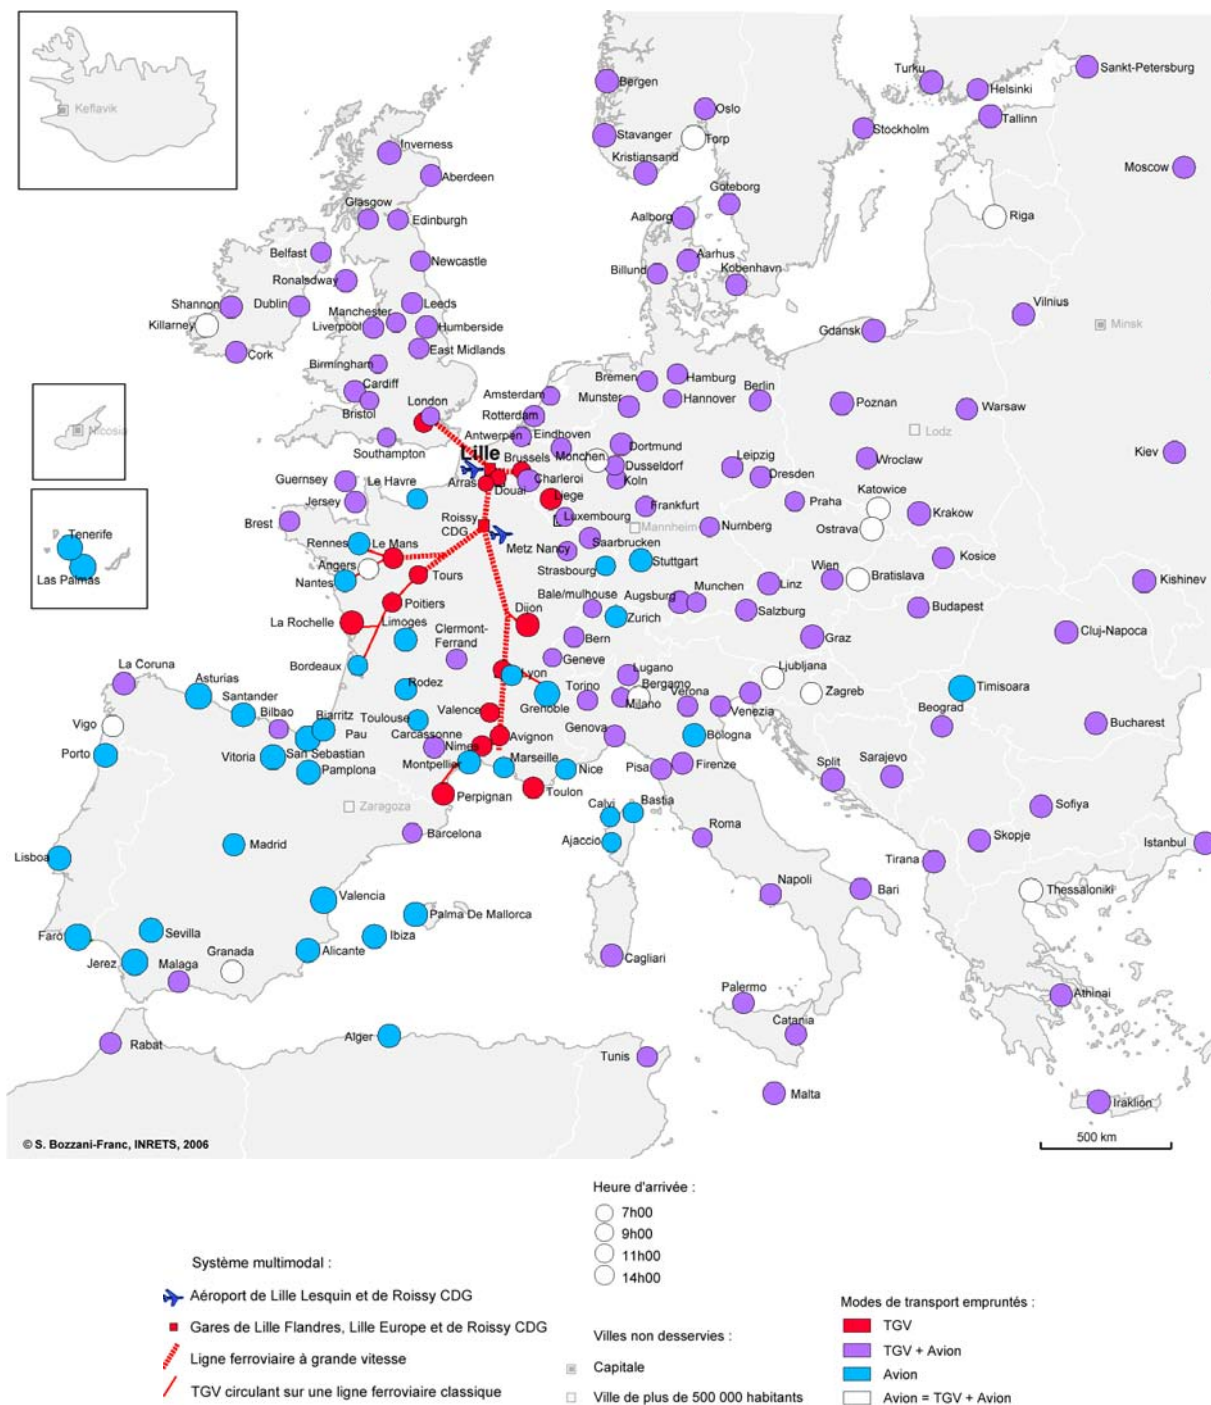 Keflavik
Bergen
Turku
Sankt-Petersburg
Helsinki
Oslo
Tallinn
Stavanger
Torp
Stockholm
Kristiansand
Moscow
Inverness
Aberdeen
Göteborg
Glasgow
Edinburgh
Aalborg
Riga
Belfast
Newcastle
Aarhus
Ronalsdway
Billund
Kobenhavn
Shannon
Dublin
Manchester
Leeds
Vilnius
Killarney
Liverpool
Humberside
Gdansk
Minsk
Cork
East Midlands
Birmingham
Hamburg
Bremen
Cardiff
Amsterdam
Berlin
Munster
Hannover
Poznan
Warsaw
London
Rotterdam
Bristol
Nicosia
Antwerpen
Eindhoven
Lodz
Southampton
Dortmund
Lille
Brussels
Monchen
Leipzig
Kiev
Dusseldorf
Wroclaw
Guernsey
Le Havre
Arras
Charleroi
Dresden
Douai
Koln
Katowice
Jersey
Liege
Praha
Frankfurt
Brest
Roissy
CDG
Luxembourg
Mannheim
Nurnberg
Ostrava
Krakow
Tenerife
Rennes
Le Mans
Saarbrucken
Metz Nancy
Kosice
Angers
Strasbourg
Stuttgart
Las Palmas
Nantes
Tours
Wien
Bratislava
Kishinev
Munchen
Linz
Bale/mulhouse
Augsburg
Poitiers
Dijon
Salzburg
Budapest
La Rochelle
Limoges
Zurich
Clermont-
Ferrand
Bern
Graz
Cluj-Napoca
Geneve
La Coruna
Bordeaux
Lyon
Lugano
Ljubljana
Asturias
Rodez
Torino
Bergamo
Zagreb
Timisoara
Santander
Grenoble
Milano
Verona
Valence
Venezia
Beograd
Bilbao
Biarritz
Toulouse
Vigo
Pau
Carcassonne
Avignon
Genova
Bucharest
Bologna
Porto
Vitoria
San Sebastian
Nimes
Marseille
Montpellier
Nice
Pisa
Firenze
Sarajevo
Pamplona
Split
Perpignan
Toulon
Zaragoza
Calvi
Bastia
Sofiya
Barcelona
Roma
Skopje
Madrid
Ajaccio
Istanbul
Lisboa
Tirana
Napoli
Bari
Thessaloniki
Valencia
Palma De Mallorca
Faro
Sevilla
Ibiza
Granada
Alicante
Cagliari
Jerez
Malaga
Palermo
Athinai
Catania
Alger
Rabat
Tunis
Malta
Iraklion
© S. Bozzani-Franc, INRETS, 2006
500 km
Heure d'arrivée :
7h00
9h00
11h00
14h00
Système multimodal :
Aéroport de Lille Lesquin et de Roissy CDG
Gares de Lille Flandres, Lille Europe et de Roissy CDG
Ligne ferroviaire à grande vitesse
TGV circulant sur une ligne ferroviaire classique
Villes non desservies :
Capitale
Ville de plus de 500 000 habitants
Modes de transport empruntés :
TGV
TGV + Avion
Avion
Avion = TGV + Avion